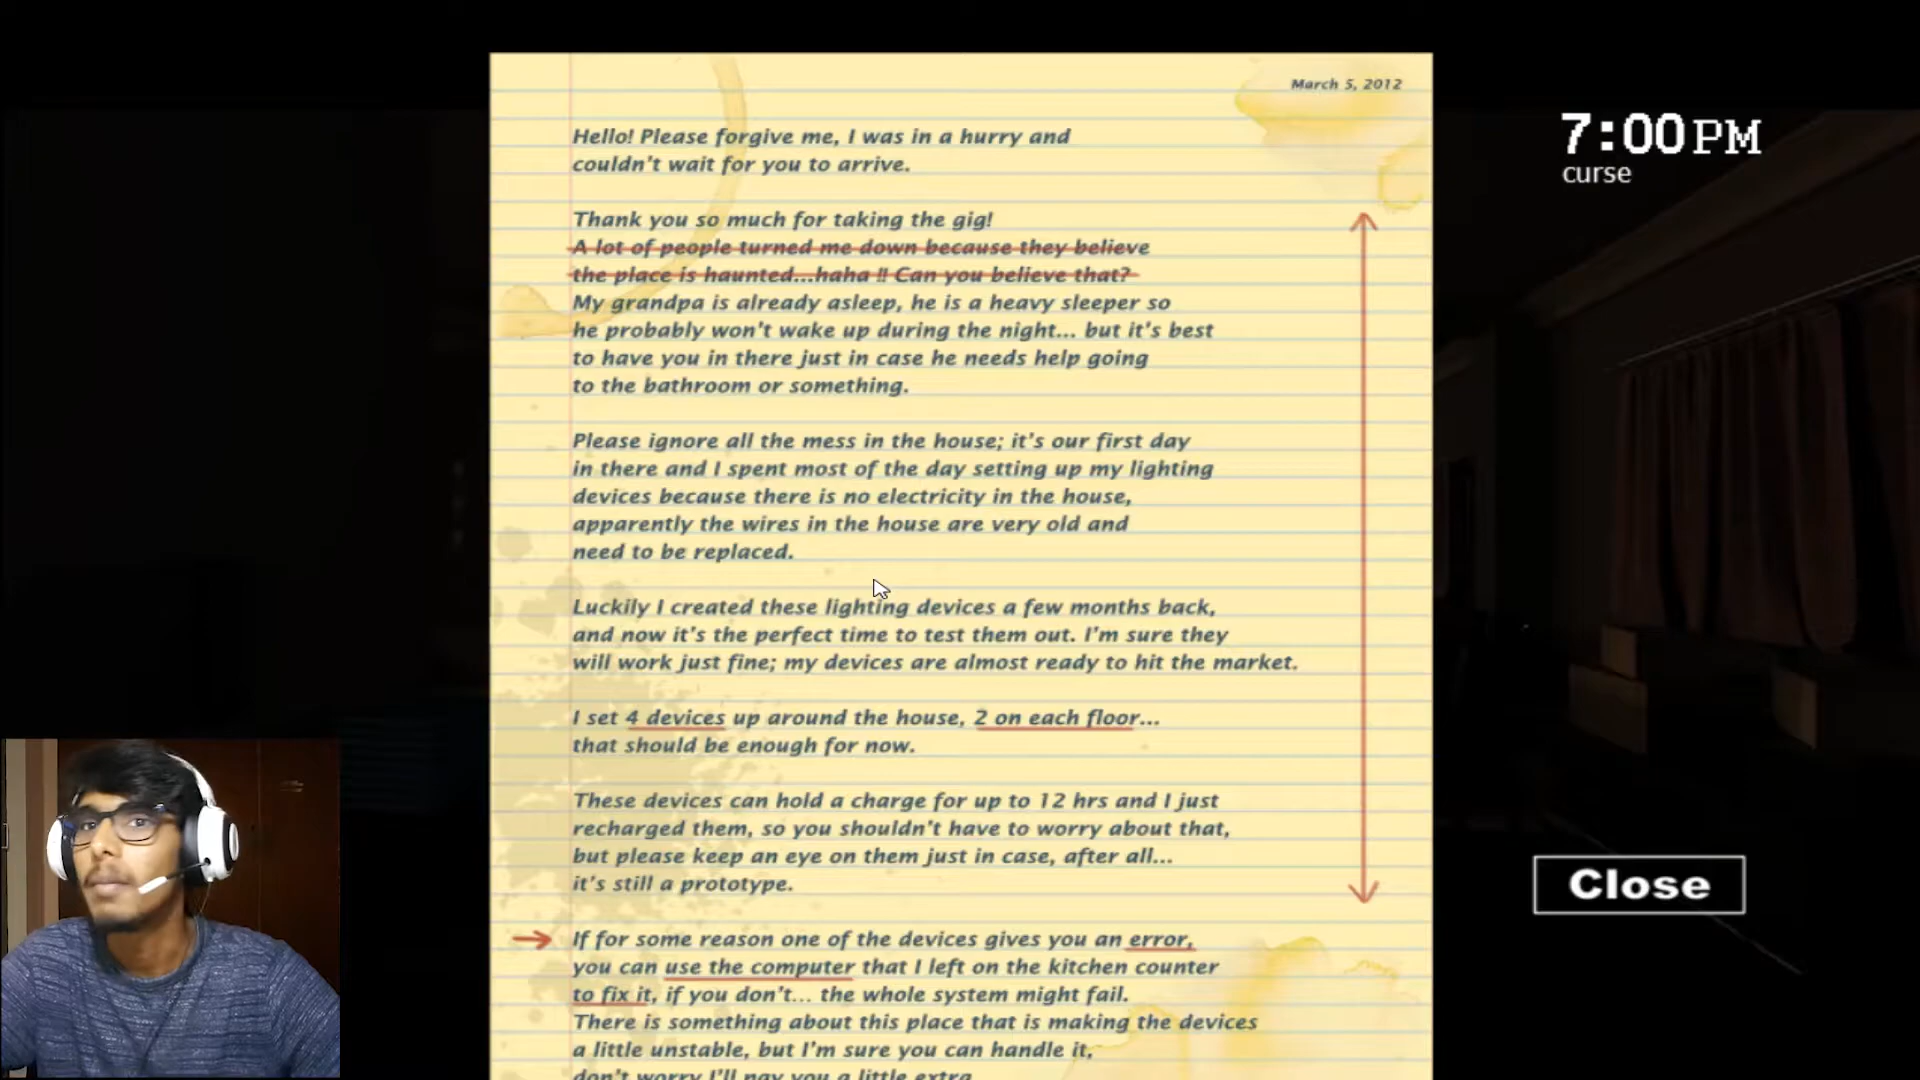 March 5, 2012
Hello! Please forgive me, I was in a hurry and
couldn't wait for you to arrive.
Thank you so much for taking the gig!
A lot of people turned me down because they believe
the place is haunted...haha !! Can you believe that?
My grandpa is already asleep, he is a heavy sleeper so
he probably won't wake up during the night... but it's best
to have you in there just in case he needs help going
to the bathroom or something.
Please ignore all the mess in the house; it's our first day
in there and I spent most of the day setting up my lighting
devices because there is no electricity in the house,
apparently the wires in the house are very old and
need to be replaced.
Luckily I created these lighting devices a few months back,
and now it's the perfect time to test them out. I'm sure they
will work just fine; my devices are almost ready to hit the market.
I set 4 devices up around the house, 2 on each floor...
that should be enough for now.
These devices can hold a charge for up to 12 hrs and I just
recharged them, so you shouldn't have to worry about that,
but please keep an eye on them just in case, after all...
it's still a prototype.
If for some reason one of the devices gives you an error,
you can use the computer that I left on the kitchen counter
to fix it, if you don't... the whole system might fail.
There is something about this place that is making the devices
a little unstable, but I'm sure you can handle it,
don't worry I'll pay you a little extra
7:00 PM
curse
Close